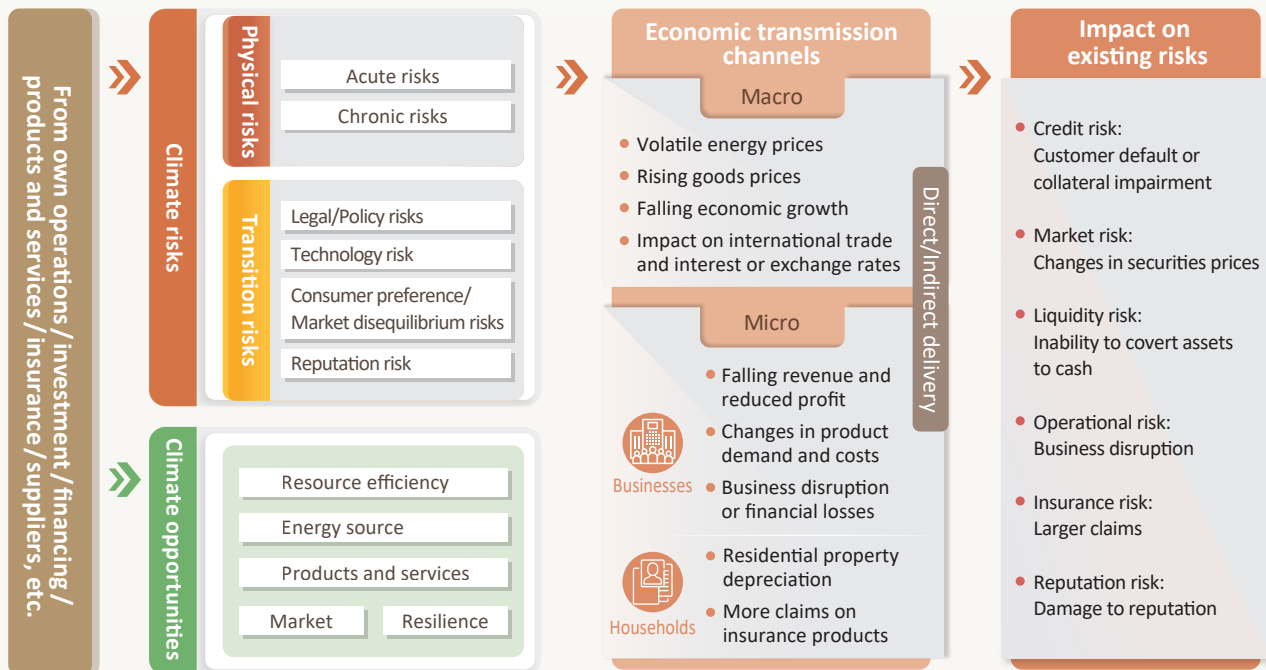 From own operations / investment / financing /
products and services / insurance / suppliers, etc.
Climate risks
Physical risks
Acute risks
Chronic risks
Transition risks
Legal/Policy risks
Technology risk
Consumer preference/
Market disequilibrium risks
Reputation risk
Climate opportunities
Resource efficiency
Energy source
Products and services
Market
Resilience
Economic transmission
channels
Macro
• Volatile energy prices
• Rising goods prices
• Falling economic growth
• Impact on international trade
and interest or exchange rates
Micro
Businesses
• Falling revenue and
reduced profit
• Changes in product
demand and costs
• Business disruption
or financial losses
Households
• Residential property
depreciation
• More claims on
insurance products
Direct/Indirect delivery
Impact on
existing risks
• Credit risk:
Customer default or
collateral impairment
• Market risk:
Changes in securities prices
• Liquidity risk:
Inability to covert assets
to cash
• Operational risk:
Business disruption
• Insurance risk:
Larger claims
• Reputation risk:
Damage to reputation